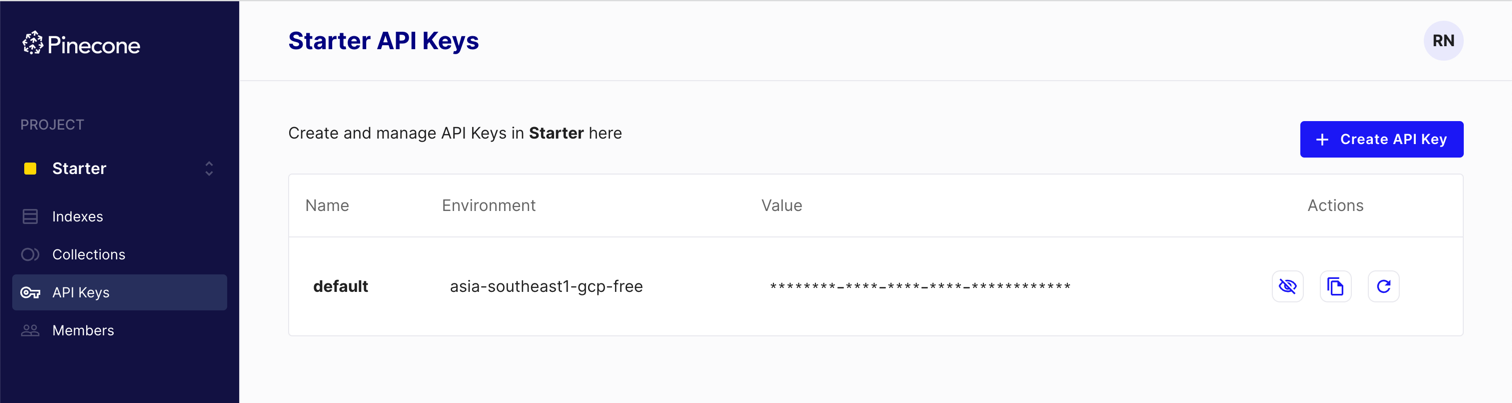 Pinecone
Starter API Keys
RN
PROJECT
Starter
Indexes
Collections
API Keys
Members
Create and manage API Keys in Starter here
+ Create API Key
Name Environment Value Actions
default asia-southeast1-gcp-free ********-****-****-****-************